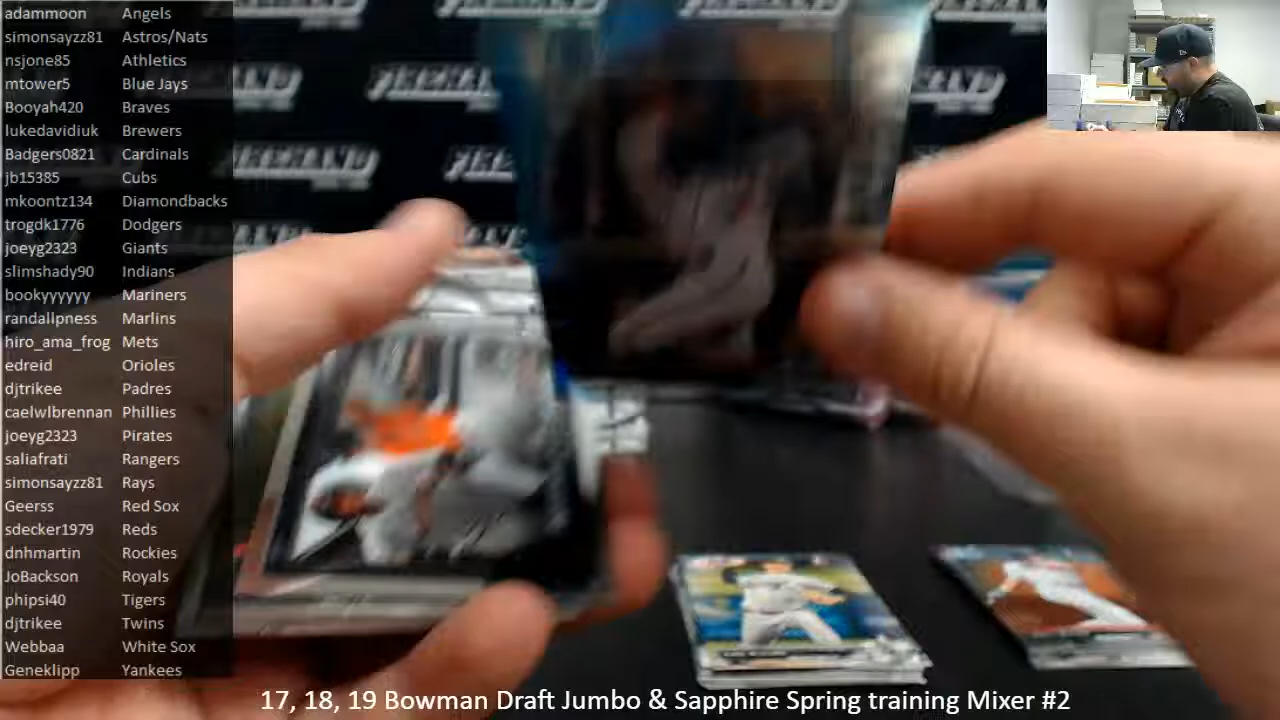 adammoon Angels
simonsayzz81 Astros/Nats
nsjone85 Athletics
mtower5 Blue Jays
Booyah420 Braves
lukedavidiuk Brewers
Badgers0821 Cardinals
jb15385 Cubs
mkoontz134 Diamondbacks
trogdk1776 Dodgers
joeyg2323 Giants
slimshady90 Indians
bookyyyyyy Mariners
randallpness Marlins
hiro_ama_frog Mets
edreid Orioles
djtrikee Padres
caelwlbrennan Phillies
joeyg2323 Pirates
saliafrati Rangers
simonsayzz81 Rays
Geerss Red Sox
sdecker1979 Reds
dnhmartin Rockies
JoBackson Royals
phipsi40 Tigers
djtrikee Twins
Webbaa White Sox
Geneklipp Yankees
17, 18, 19 Bowman Draft Jumbo & Sapphire Spring training Mixer #2